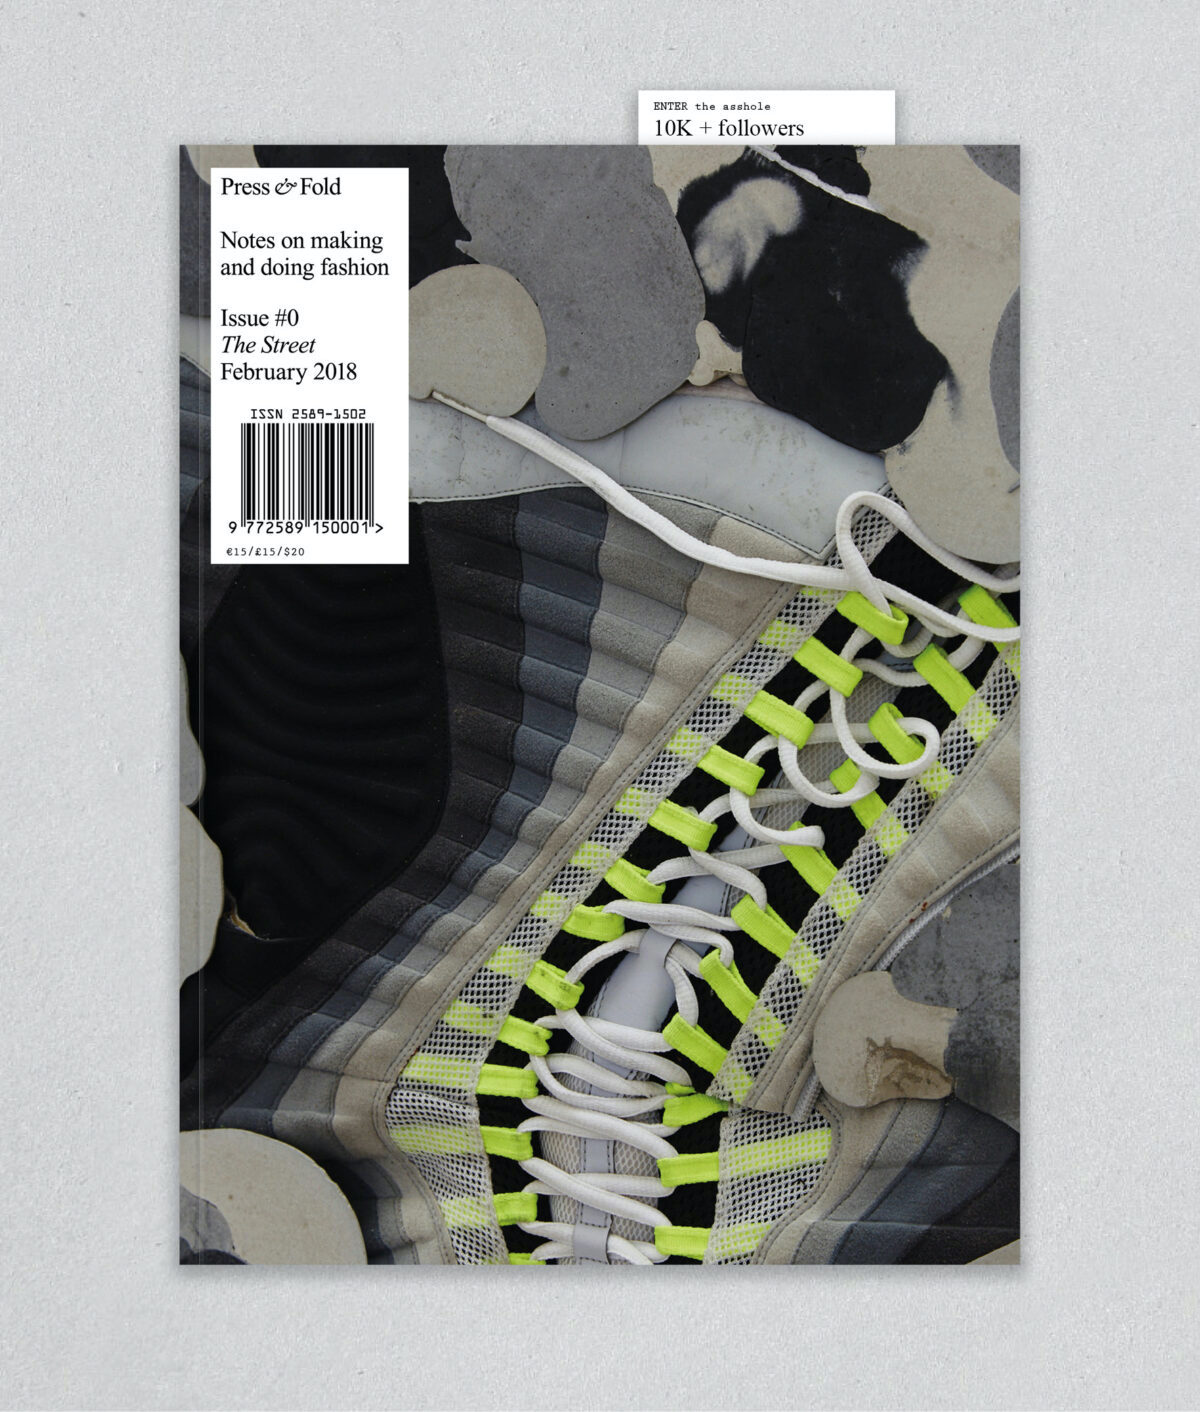 ENTER the asshole
10K + followers
Press & Fold
Notes on making
and doing fashion
Issue #0
The Street
February 2018
ISSN 2589-1502
9 772589 150001 >
€15/£15/$20